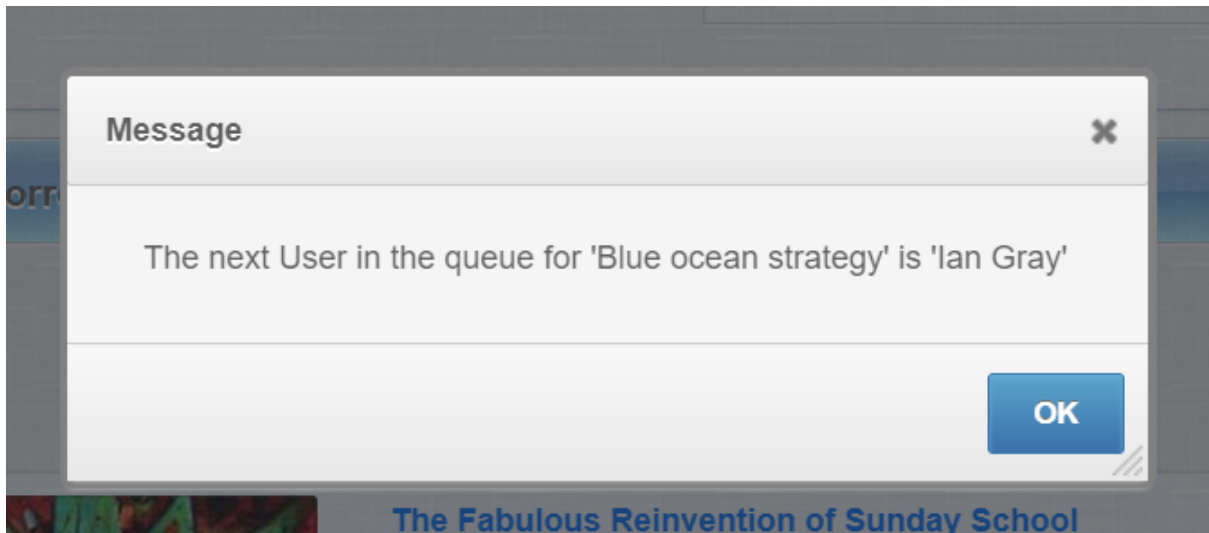 Message
orr
The next User in the queue for 'Blue ocean strategy' is 'Ian Gray'
OK
The Fabulous Reinvention of Sunday School